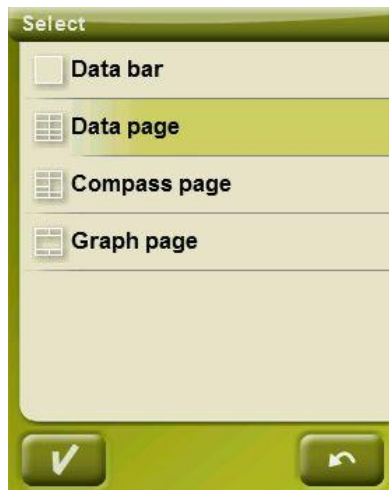 Select
Data bar
Data page
Compass page
Graph page